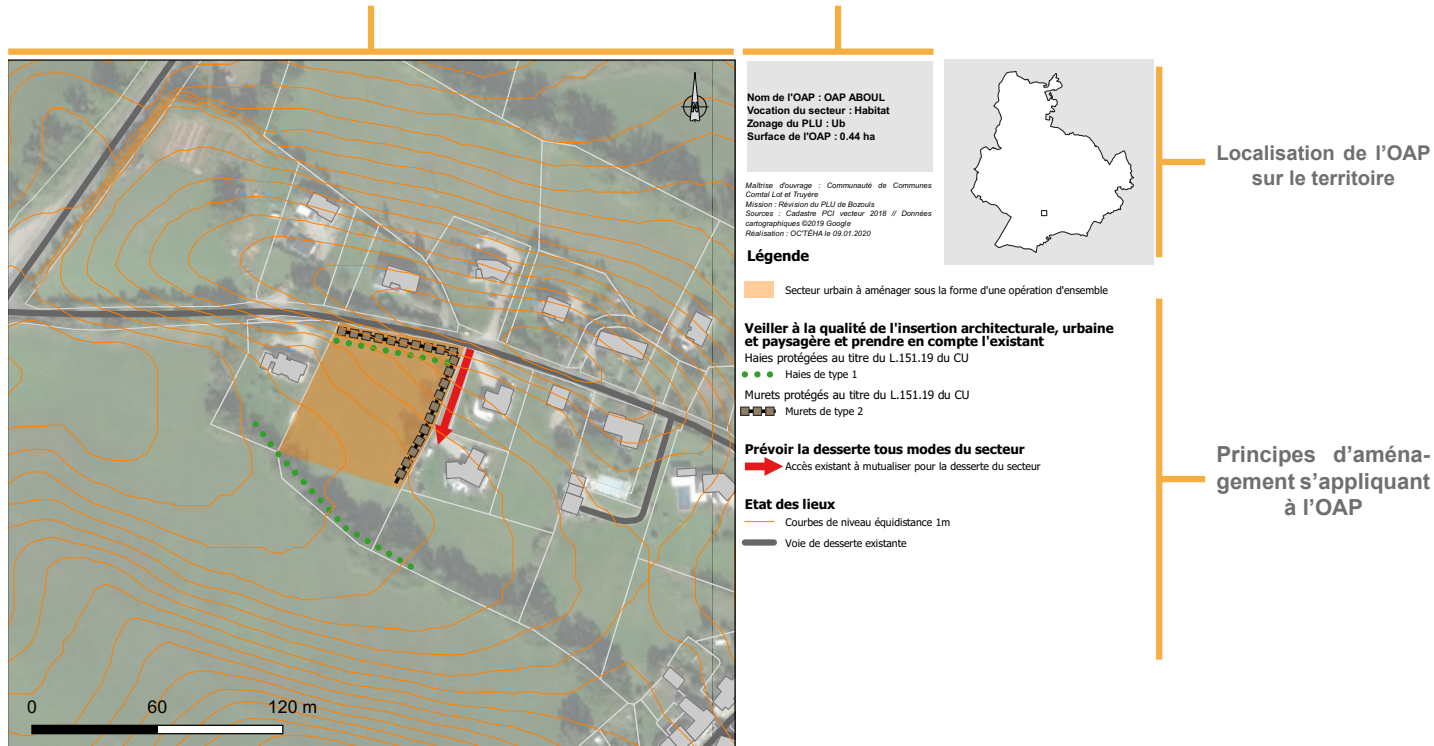 Nom de l'OAP : OAP ABOUL
Vocation du secteur : Habitat
Zonage du PLU : Ub
Surface de l'OAP : 0.44 ha
Maîtrise d'ouvrage : Communauté de Communes
Comtal Lot et Truyère
Mission : Révision du PLU de Bozouls
Sources : Cadastre PCI vecteur 2018 // Données
cartographiques ©2019 Google
Réalisation : OC'TÉHA le 09.01.2020
Légende
Secteur urbain à aménager sous la forme d'une opération d'ensemble
Veiller à la qualité de l'insertion architecturale, urbaine
et paysagère et prendre en compte l'existant
Haies protégées au titre du L.151.19 du CU
Haies de type 1
Murets protégés au titre du L.151.19 du CU
Murets de type 2
Prévoir la desserte tous modes du secteur
Accès existant à mutualiser pour la desserte du secteur
Etat des lieux
Courbes de niveau équidistance 1m
Voie de desserte existante
Localisation de l'OAP
sur le territoire
Principes d'aména-
gement s'appliquant
à l'OAP
N
0 60 120 m